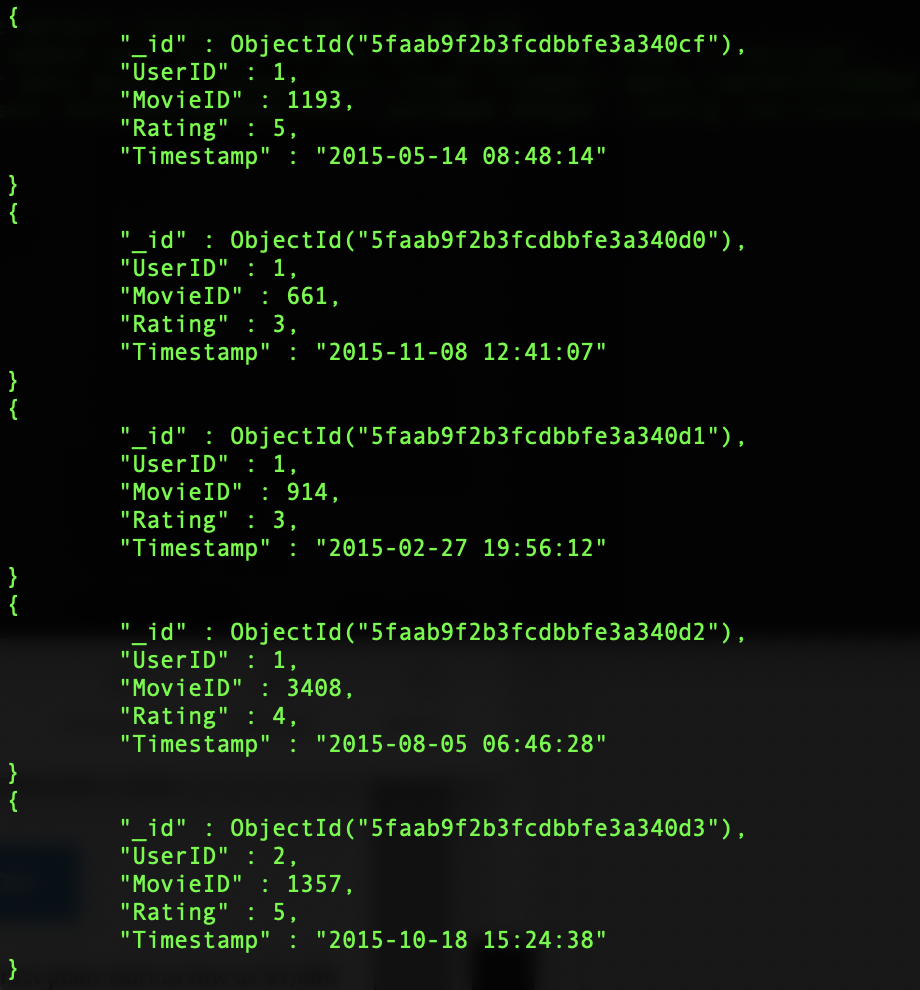 {
"_id" : ObjectId("5faab9f2b3fcdbbfe3a340cf"),
"UserID" : 1,
"MovieID" : 1193,
"Rating" : 5,
"Timestamp" : "2015-05-14 08:48:14"
}
{
"_id" : ObjectId("5faab9f2b3fcdbbfe3a340d0"),
"UserID" : 1,
"MovieID" : 661,
"Rating" : 3,
"Timestamp" : "2015-11-08 12:41:07"
}
{
"_id" : ObjectId("5faab9f2b3fcdbbfe3a340d1"),
"UserID" : 1,
"MovieID" : 914,
"Rating" : 3,
"Timestamp" : "2015-02-27 19:56:12"
}
{
"_id" : ObjectId("5faab9f2b3fcdbbfe3a340d2"),
"UserID" : 1,
"MovieID" : 3408,
"Rating" : 4,
"Timestamp" : "2015-08-05 06:46:28"
}
{
"_id" : ObjectId("5faab9f2b3fcdbbfe3a340d3"),
"UserID" : 2,
"MovieID" : 1357,
"Rating" : 5,
"Timestamp" : "2015-10-18 15:24:38"
}